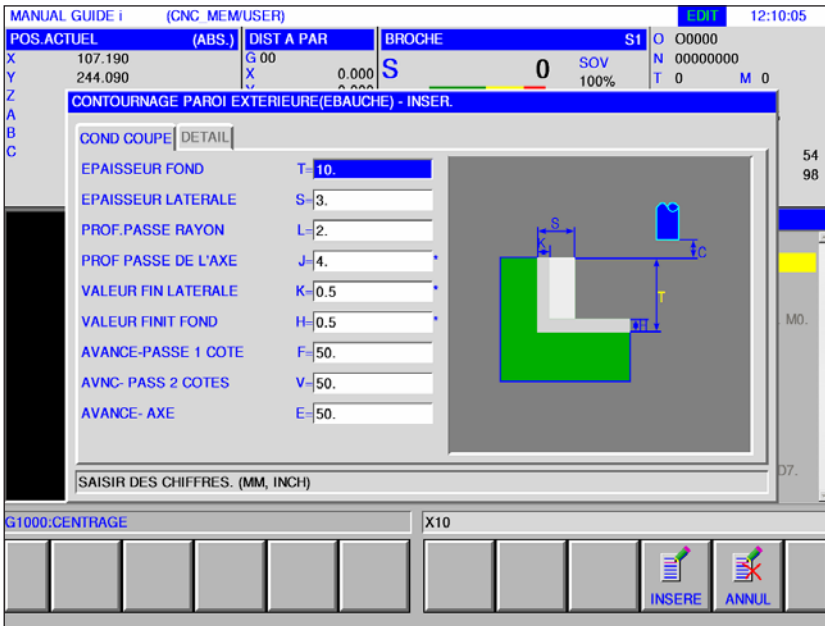 MANUAL GUIDE i (CNC_MEM/USER) EDIT 12:10:05
POS.ACTUEL (ABS.) DIST A PAR BROCHE S1 O O0000
X 107.190 G 00 S 0 SOV N 00000000
Y 244.090 X 0.000 100% T 0 M 0
Z
A
B
C
54
98
CONTOURNAGE PAROI EXTERIEURE(EBAUCHE) - INSER.
COND COUPE DETAIL
EPAISSEUR FOND T=10.
EPAISSEUR LATERALE S=3.
PROF.PASSE RAYON L=2.
PROF PASSE DE L'AXE J=4. *
VALEUR FIN LATERALE K=0.5 *
VALEUR FINIT FOND H=0.5 *
AVANCE-PASSE 1 COTE F=50.
AVNC- PASS 2 COTES V=50.
AVANCE- AXE E=50.
S
K
C
T
H
M0.
D7.
SAISIR DES CHIFFRES. (MM, INCH)
G1000:CENTRAGE X10
INSERE ANNUL